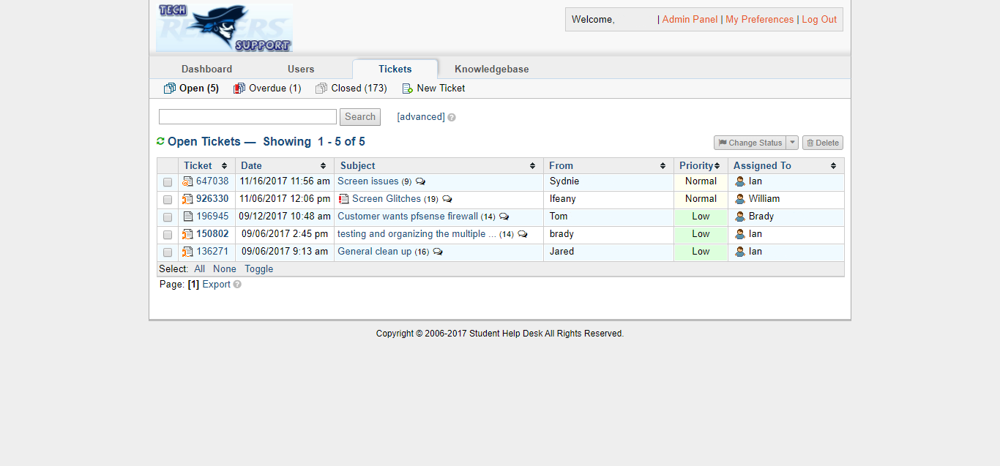 TECH
SUPPORT
Welcome, | Admin Panel | My Preferences | Log Out
Dashboard Users Tickets Knowledgebase
Open (5) Overdue (1) Closed (173) New Ticket
Search [advanced] ?
Open Tickets — Showing 1 - 5 of 5 Change Status Delete
Ticket Date Subject From Priority Assigned To
647038 11/16/2017 11:56 am Screen issues (9) Sydnie Normal Ian
926330 11/06/2017 12:06 pm Screen Glitches (19) Ifeany Normal William
196945 09/12/2017 10:48 am Customer wants pfsense firewall (14) Tom Low Brady
150802 09/06/2017 2:45 pm testing and organizing the multiple ... (14) brady Low Ian
136271 09/06/2017 9:13 am General clean up (16) Jared Low Ian
Select: All None Toggle
Page: [1] Export ?
Copyright © 2006-2017 Student Help Desk All Rights Reserved.